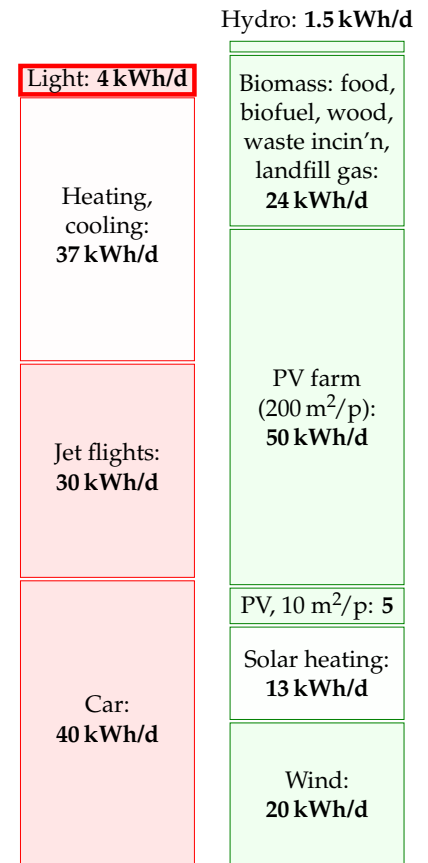 Hydro: 1.5 kWh/d
Light: 4 kWh/d
Heating,
cooling:
37 kWh/d
Jet flights:
30 kWh/d
Car:
40 kWh/d
Biomass: food,
biofuel, wood,
waste incin'n,
landfill gas:
24 kWh/d
PV farm
(200 m²/p):
50 kWh/d
PV, 10 m²/p: 5
Solar heating:
13 kWh/d
Wind:
20 kWh/d